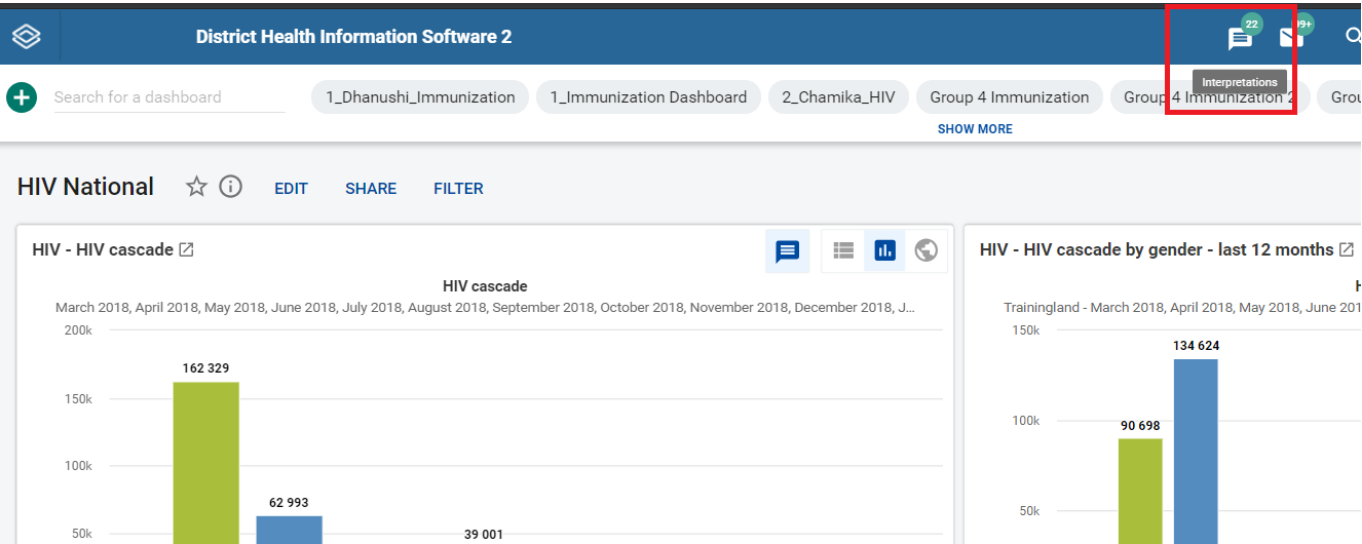 District Health Information Software 2
22
99+
Interpretations
Search for a dashboard
1_Dhanushi_Immunization
1_Immunization Dashboard
2_Chamika_HIV
Group 4 Immunization
Group 4 Immunization 2
Grou
SHOW MORE
HIV National
EDIT
SHARE
FILTER
HIV - HIV cascade
HIV cascade
March 2018, April 2018, May 2018, June 2018, July 2018, August 2018, September 2018, October 2018, November 2018, December 2018, J...
200k
162 329
150k
100k
62 993
50k
39 001
HIV - HIV cascade by gender - last 12 months
H
Trainingland - March 2018, April 2018, May 2018, June 201
150k
134 624
100k
90 698
50k